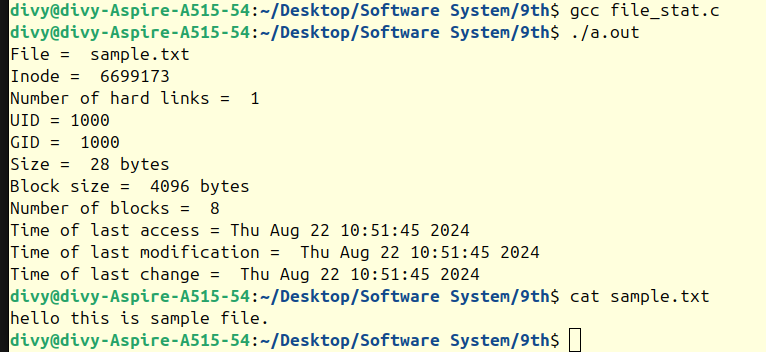 divy@divy-Aspire-A515-54:~/Desktop/Software System/9th$ gcc file_stat.c
divy@divy-Aspire-A515-54:~/Desktop/Software System/9th$ ./a.out
File =  sample.txt
Inode =  6699173
Number of hard links =  1
UID = 1000
GID =  1000
Size =  28 bytes
Block size =  4096 bytes
Number of blocks =  8
Time of last access = Thu Aug 22 10:51:45 2024
Time of last modification =  Thu Aug 22 10:51:45 2024
Time of last change =  Thu Aug 22 10:51:45 2024
divy@divy-Aspire-A515-54:~/Desktop/Software System/9th$ cat sample.txt
hello this is sample file.
divy@divy-Aspire-A515-54:~/Desktop/Software System/9th$